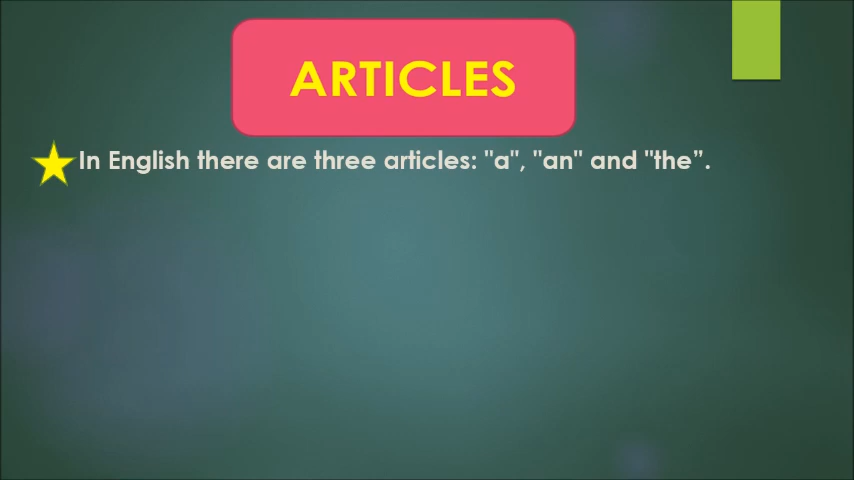 ARTICLES
In English there are three articles: "a", "an" and "the”.